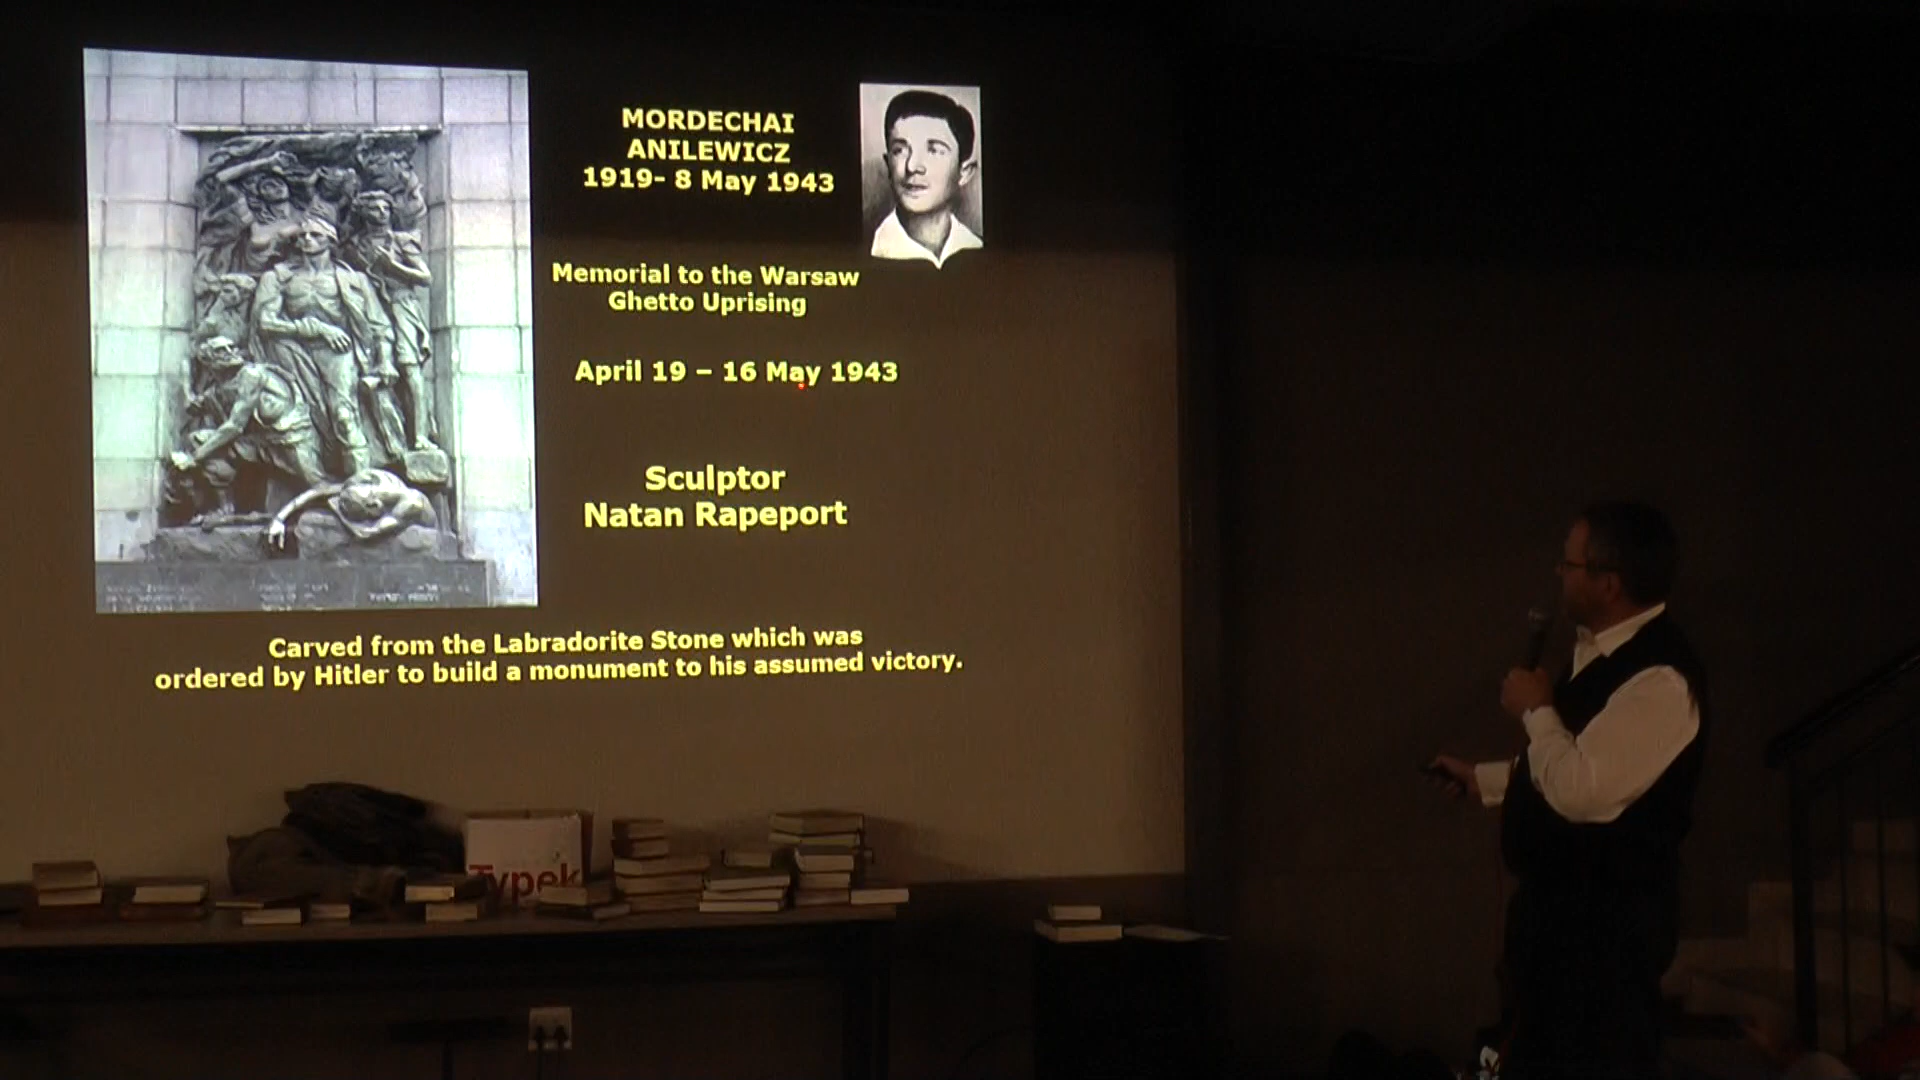 MORDECHAI
ANILEWICZ
1919- 8 May 1943
Memorial to the Warsaw
Ghetto Uprising
April 19 – 16 May 1943
Sculptor
Natan Rapeport
Carved from the Labradorite Stone which was
ordered by Hitler to build a monument to his assumed victory.
Typek